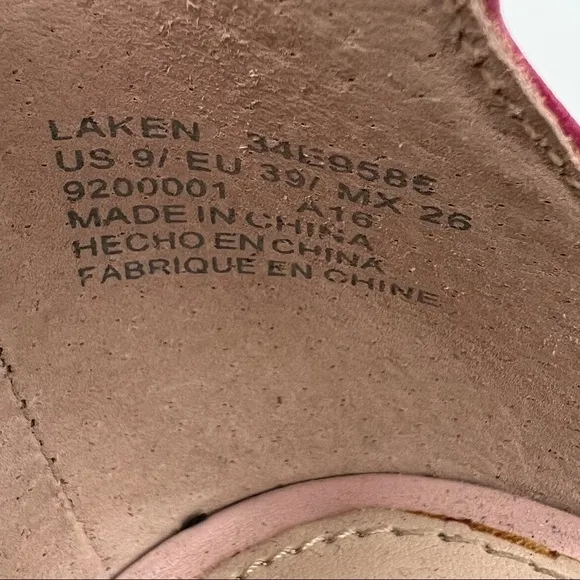 LAKEN 34E9585
US 9/ EU 39/ MX 26
9200001 A16
MADE IN CHINA
HECHO EN CHINA
FABRIQUE EN CHINE